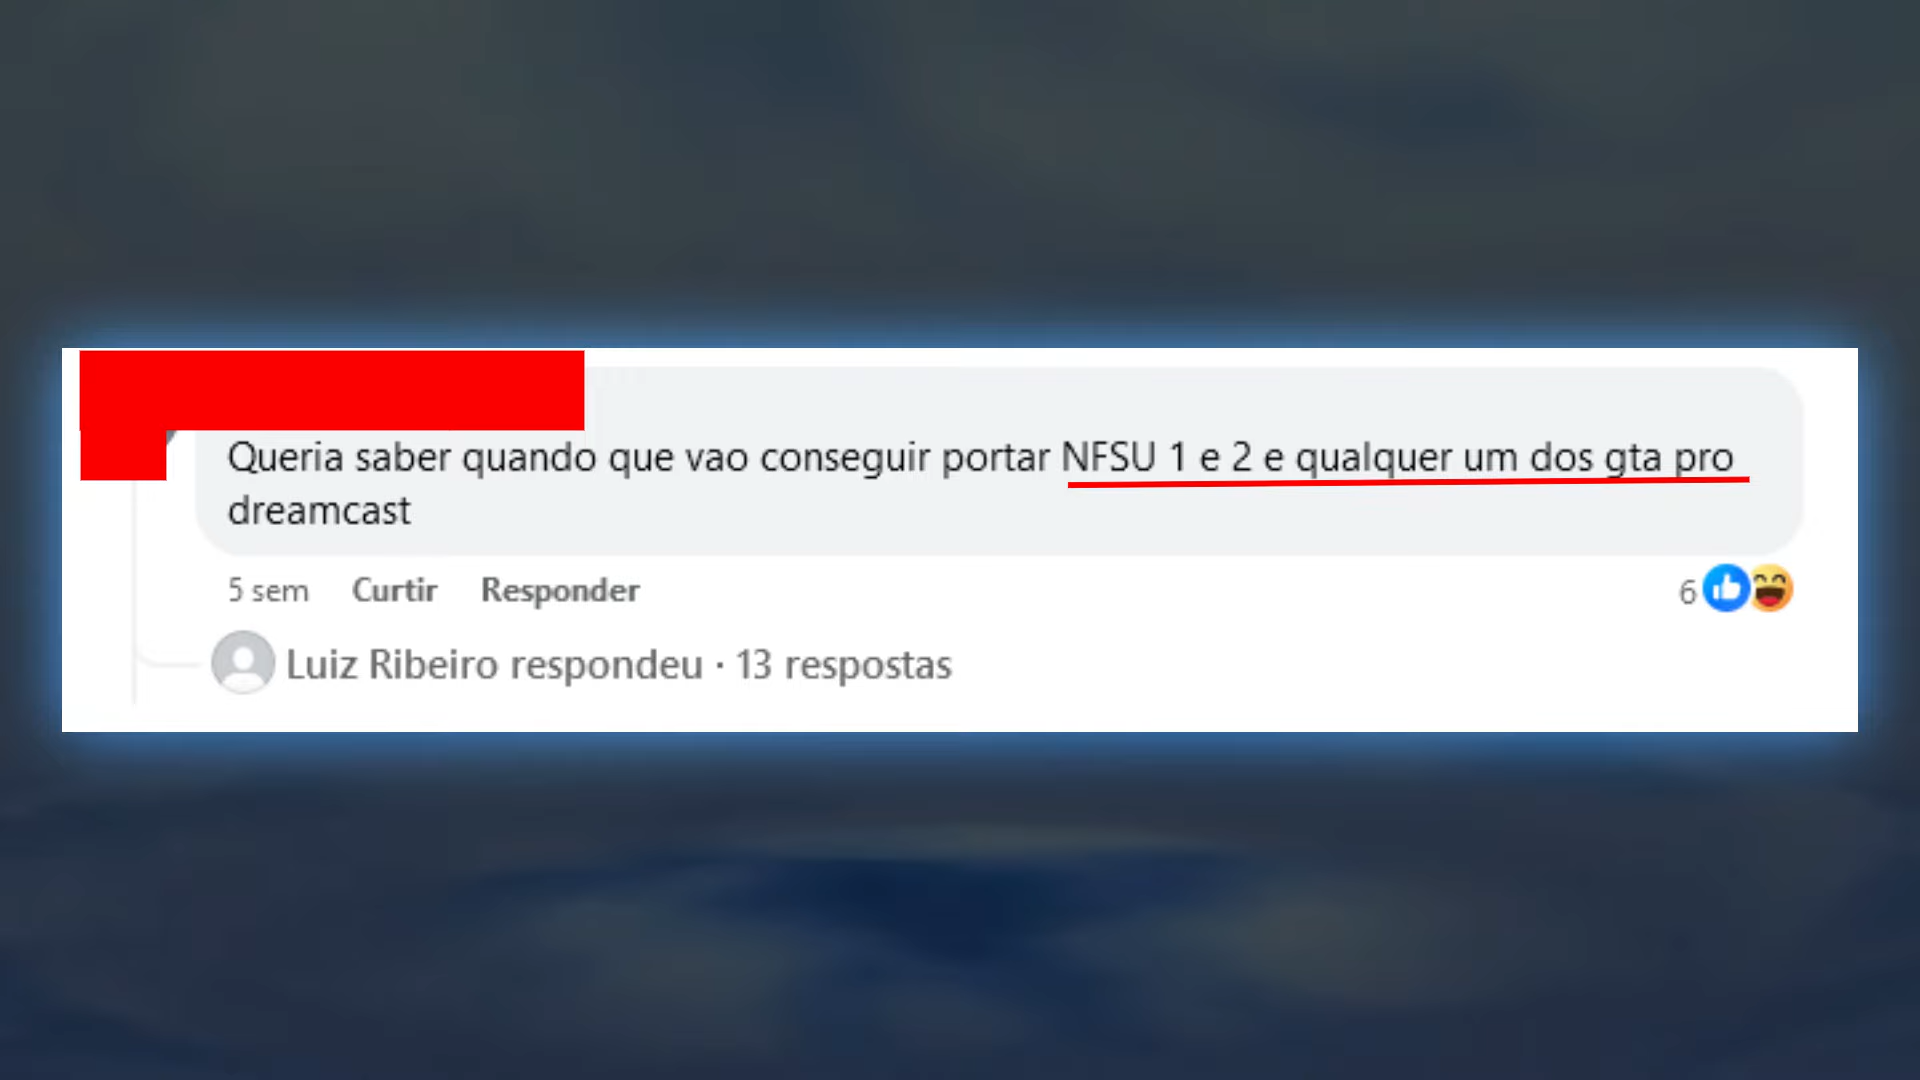 Queria saber quando que vao conseguir portar NFSU 1 e 2 e qualquer um dos gta pro
dreamcast
5 sem Curtir Responder 6
Luiz Ribeiro respondeu · 13 respostas